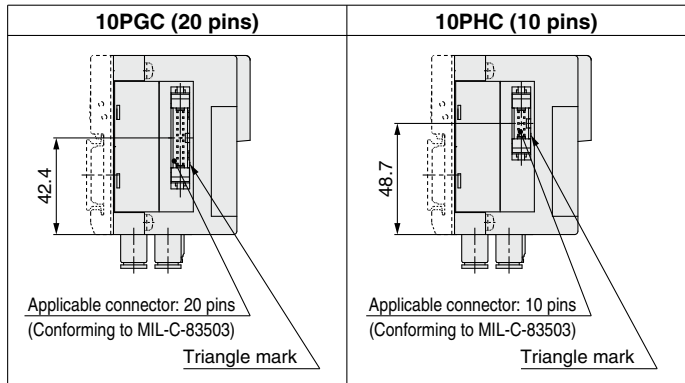 10PGC (20 pins)
42.4
Applicable connector: 20 pins
(Conforming to MIL-C-83503)
Triangle mark
10PHC (10 pins)
48.7
Applicable connector: 10 pins
(Conforming to MIL-C-83503)
Triangle mark